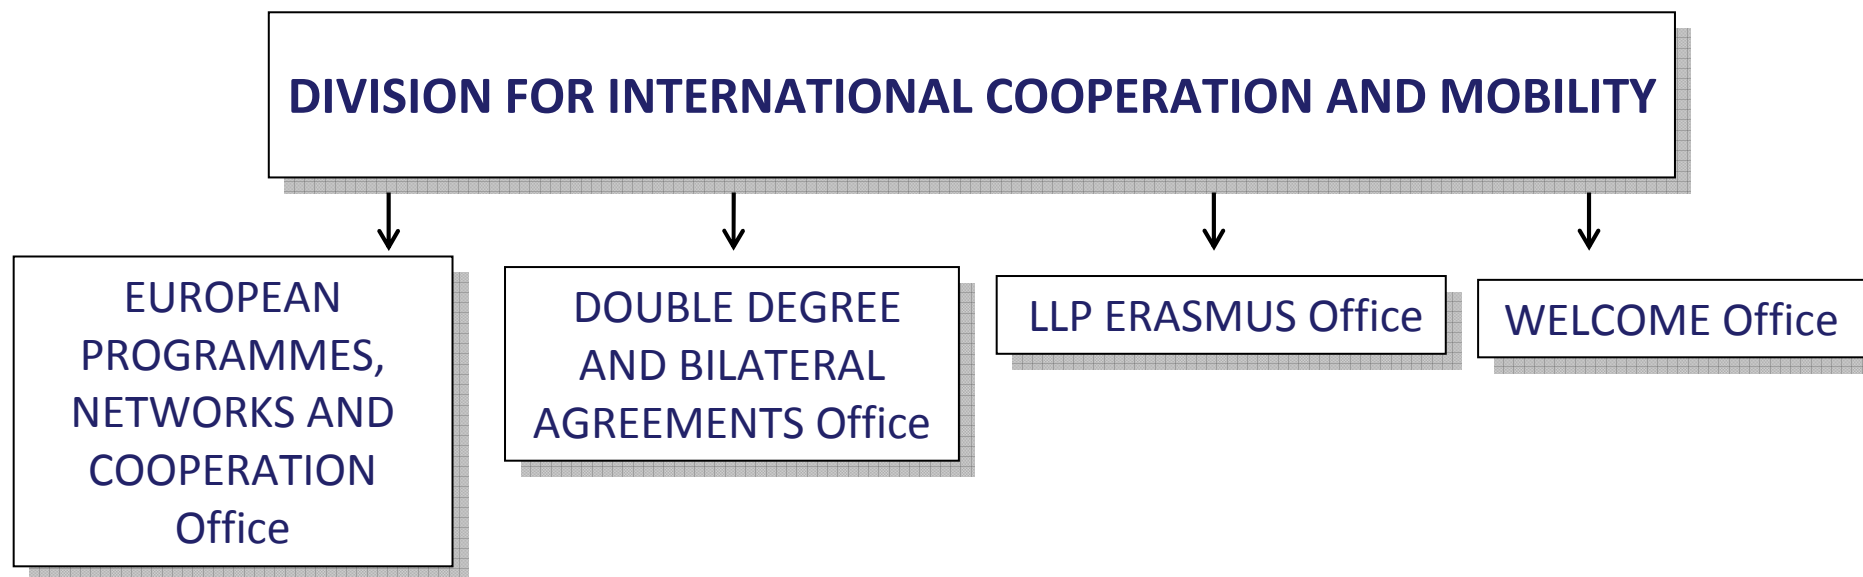 DIVISION FOR INTERNATIONAL COOPERATION AND MOBILITY
EUROPEAN
PROGRAMMES,
NETWORKS AND
COOPERATION
Office
DOUBLE DEGREE
AND BILATERAL
AGREEMENTS Office
LLP ERASMUS Office
WELCOME Office